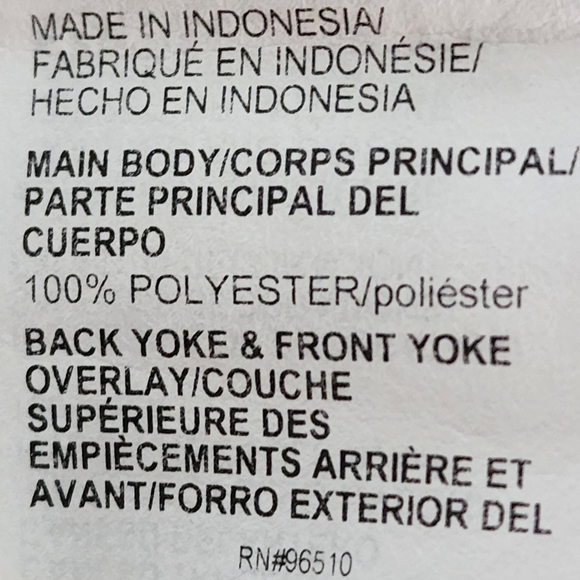 MADE IN INDONESIA/
FABRIQUÉ EN INDONÉSIE/
HECHO EN INDONESIA
MAIN BODY/CORPS PRINCIPAL/
PARTE PRINCIPAL DEL
CUERPO
100% POLYESTER/poliéster
BACK YOKE & FRONT YOKE
OVERLAY/COUCHE
SUPÉRIEURE DES
EMPIÈCEMENTS ARRIÈRE ET
AVANT/FORRO EXTERIOR DEL
RN#96510